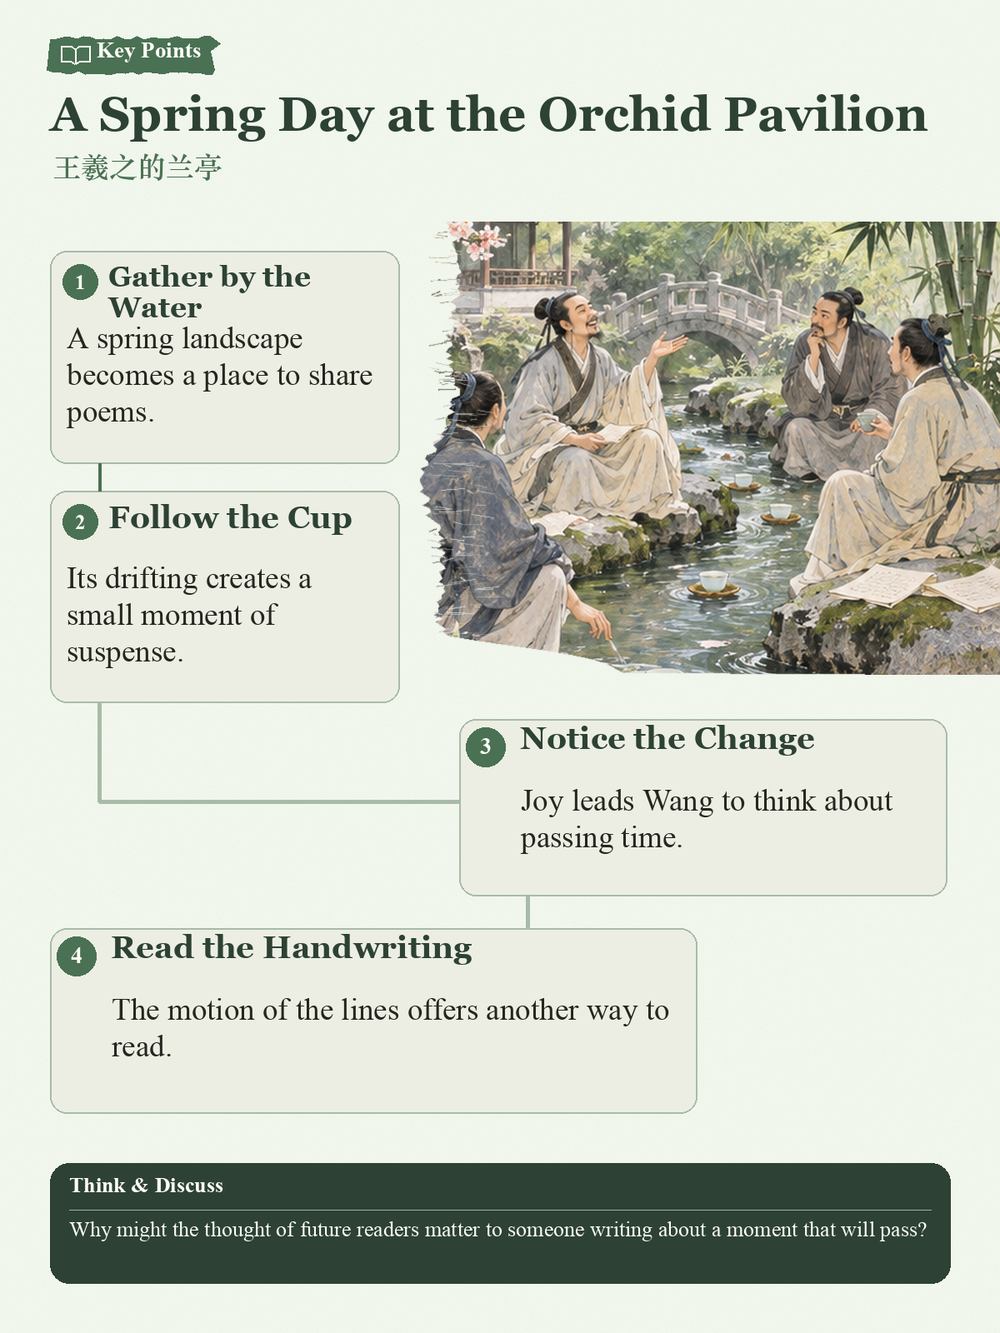 Key Points
A Spring Day at the Orchid Pavilion
王羲之的兰亭
1
Gather by the
Water
A spring landscape
becomes a place to share
poems.
2
Follow the Cup
Its drifting creates a
small moment of
suspense.
3
Notice the Change
Joy leads Wang to think about
passing time.
4
Read the Handwriting
The motion of the lines offers another way to
read.
Think & Discuss
Why might the thought of future readers matter to someone writing about a moment that will pass?